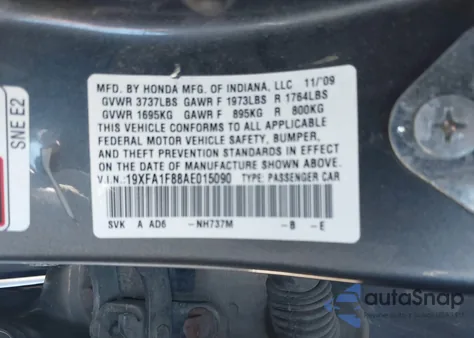 MFD. BY HONDA MFG. OF INDIANA, LLC 11/'09
GVWR 3737LBS GAWR F 1973LBS R 1764LBS
GVWR 1695KG GAWR F 895KG R 800KG
THIS VEHICLE CONFORMS TO ALL APPLICABLE
FEDERAL MOTOR VEHICLE SAFETY, BUMPER,
AND THEFT PREVENTION STANDARDS IN EFFECT
ON THE DATE OF MANUFACTURE SHOWN ABOVE.
V.I.N.: 19XFA1F88AE015090 TYPE: PASSENGER CAR
SVK A AD6 -NH737M -B -E
SNE E2
autoSnap